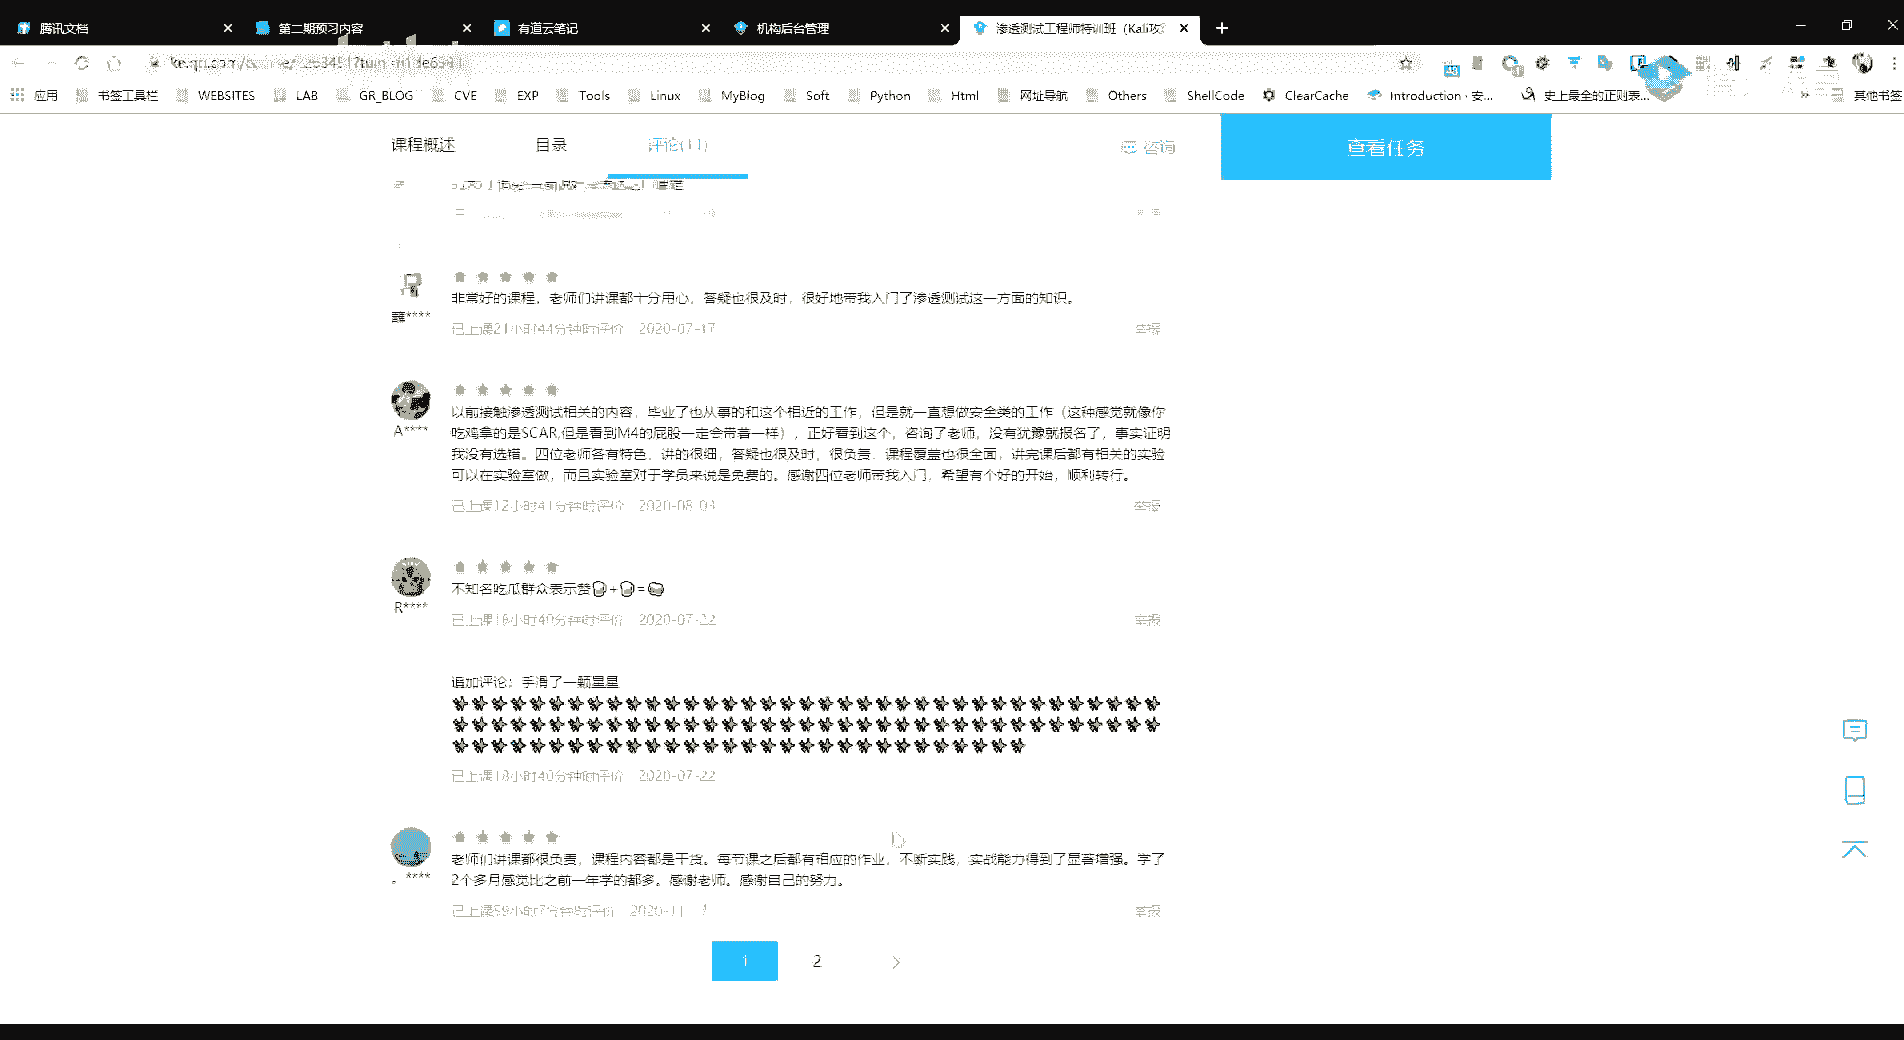 腾讯文档
第二期预习内容
有道云笔记
机构后台管理
渗透测试工程师特训班（Kali攻
应用 书签工具栏 WEBSITES LAB GR_BLOG CVE EXP Tools Linux MyBlog Soft Python Html 网址导航 Others ShellCode ClearCache Introduction · 安... 史上最全的正则表... 其他书签
课程概述 目录 评论(11) 咨询 查看任务
非常好的课程，老师们讲课都十分用心，答疑也很及时，很好地带我入门了渗透测试这一方面的知识。
薛****
已上课21小时44分钟时评价 2020-07-17 举报
以前接触渗透测试相关的内容，毕业了也从事的和这个相近的工作，但是就一直想做安全类的工作（这种感觉就像你
A****
吃鸡拿的是SCAR,但是看到M4的屁股一定会带着一样），正好看到这个，咨询了老师，没有犹豫就报名了，事实证明
我没有选错。四位老师各有特色，讲的很细，答疑也很及时，很负责，课程覆盖也很全面，讲完课后都有相关的实验
可以在实验室做，而且实验室对于学员来说是免费的。感谢四位老师带我入门，希望有个好的开始，顺利转行。
已上课12小时41分钟时评价 2020-08-03 举报
不知名吃瓜群众表示赞
R****
已上课18小时40分钟时评价 2020-07-22 举报
追加评论：手滑了一颗星星
已上课18小时40分钟时评价 2020-07-22
老师们讲课都很负责，课程内容都是干货。每节课之后都有相应的作业，不断实践，实战能力得到了显著增强。学了
。****
2个多月感觉比之前一年学的都多。感谢老师。感谢自己的努力。
已上课59小时7分钟时评价 举报
1 2